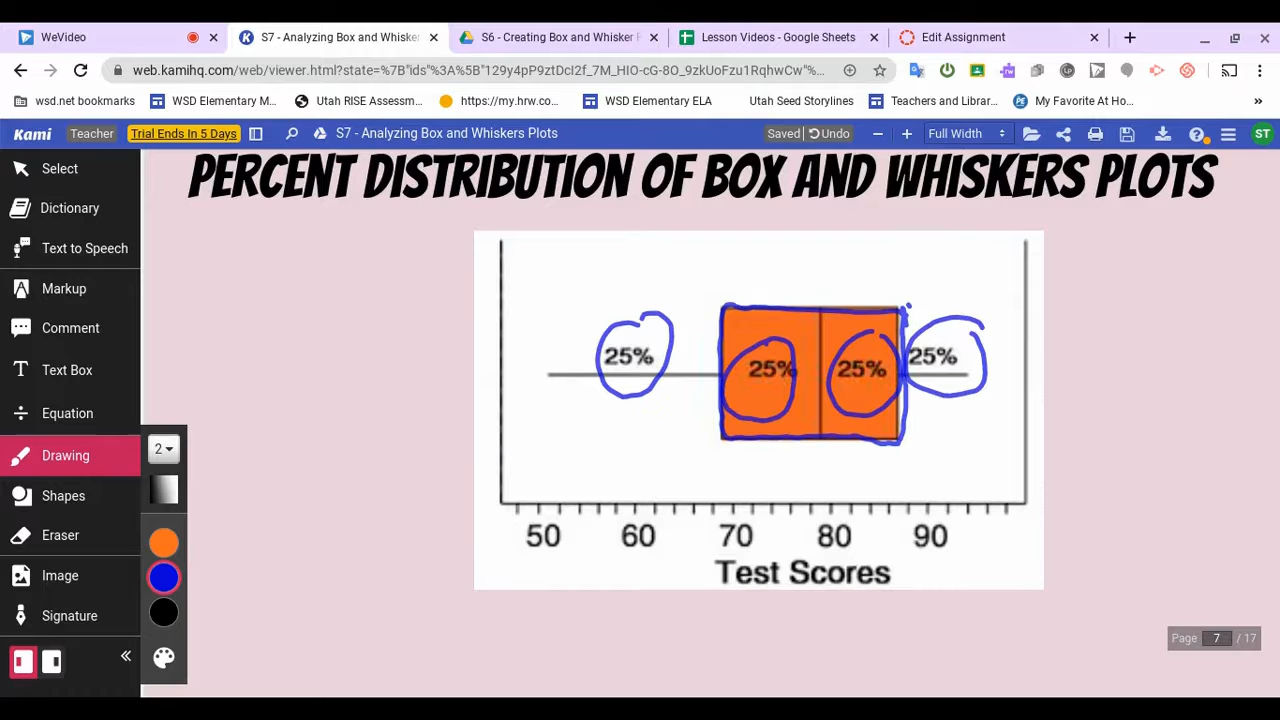 WeVideo S7 - Analyzing Box and Whiske S6 - Creating Box and Whisker Lesson Videos - Google Sheets Edit Assignment
web.kamihq.com/web/viewer.html?state=%7B"ids"%3A%5B"129y4pP9ztDcI2f_7M_HIO-cG-8O_9zkUoFzu1RqhwCw"%...
wsd.net bookmarks WSD Elementary M... Utah RISE Assessm... https://my.hrw.co... WSD Elementary ELA Utah Seed Storylines Teachers and Librar... My Favorite At Ho... »
Kami Teacher Trial Ends In 5 Days S7 - Analyzing Box and Whiskers Plots Saved Undo Full Width ST
Select
Dictionary
Text to Speech
Markup
Comment
Text Box
Equation
Drawing
Shapes
Eraser
Image
Signature
2
PERCENT DISTRIBUTION OF BOX AND WHISKERS PLOTS
25% 25% 25% 25%
50 60 70 80 90
Test Scores
Page 7 / 17